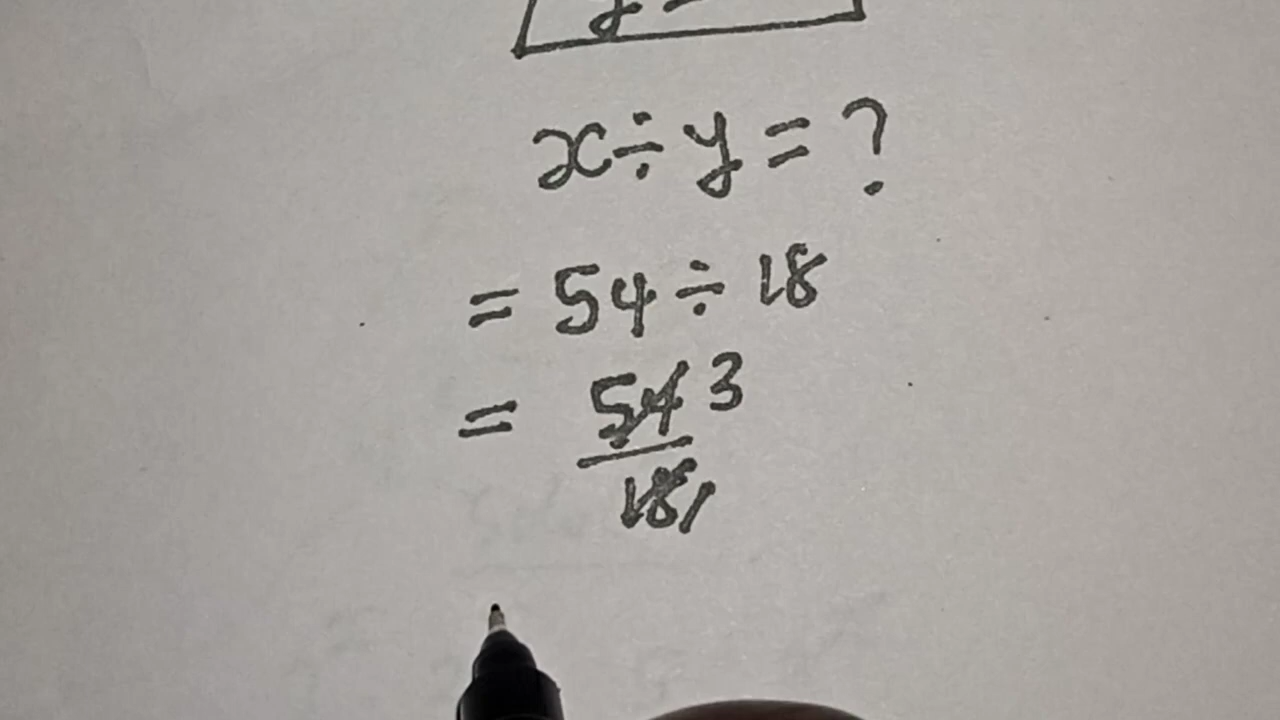 x ÷ y = ?
= 54 ÷ 18
= 54 3
18 1